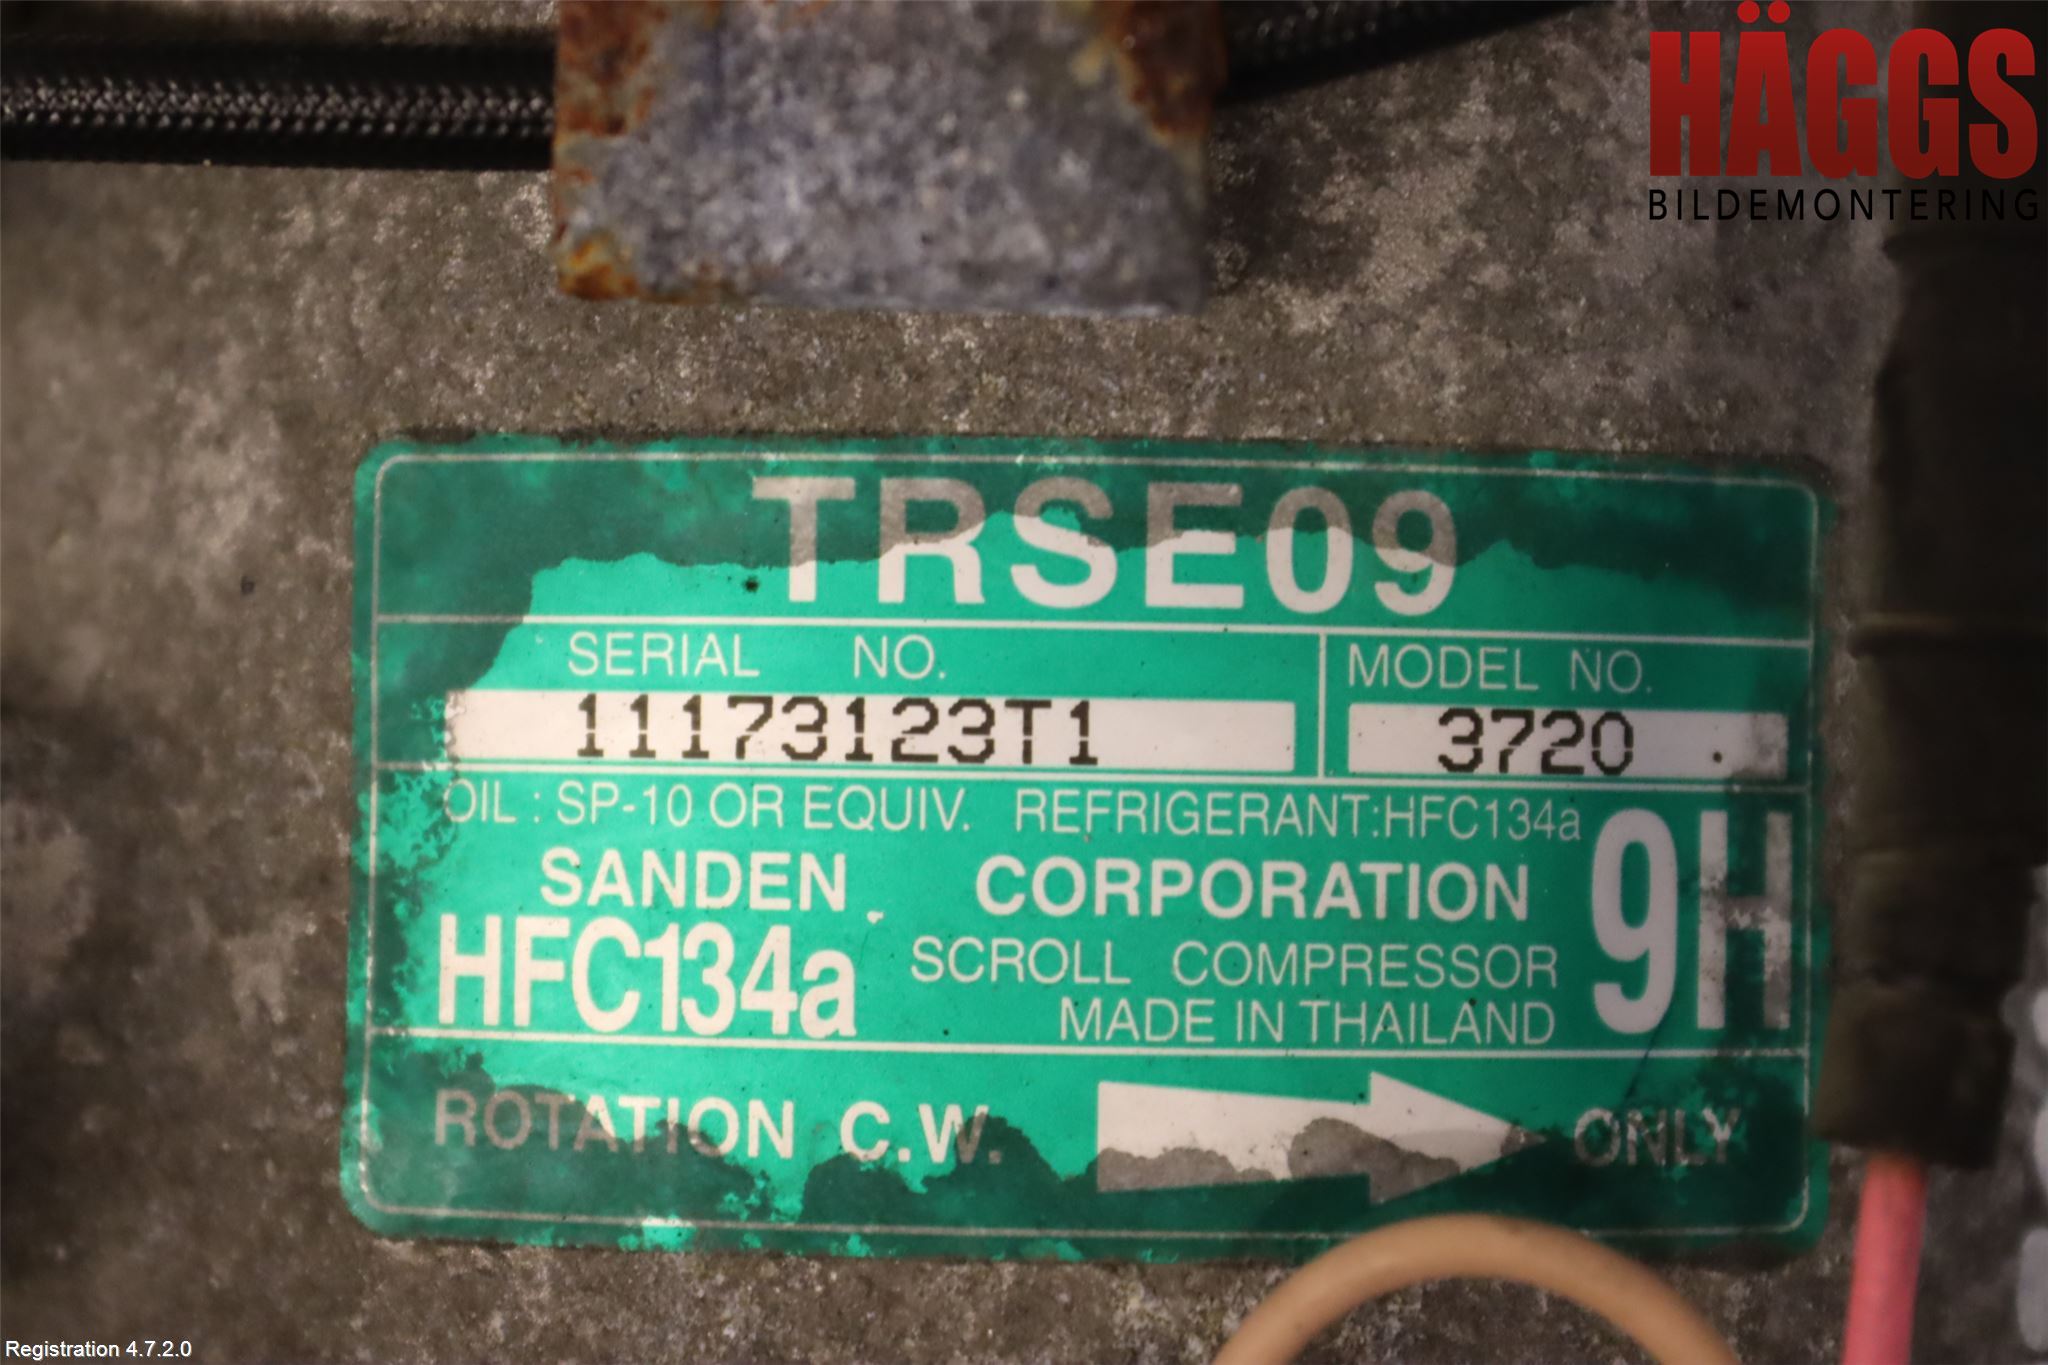 HÄGGS
BILDEMONTERING
TRSE09
SERIAL NO.
MODEL NO.
11173123T1
3720
OIL : SP-10 OR EQUIV. REFRIGERANT:HFC134a
9H
SANDEN CORPORATION
HFC134a
SCROLL COMPRESSOR
MADE IN THAILAND
ROTATION C.W. ONLY
Registration 4.7.2.0